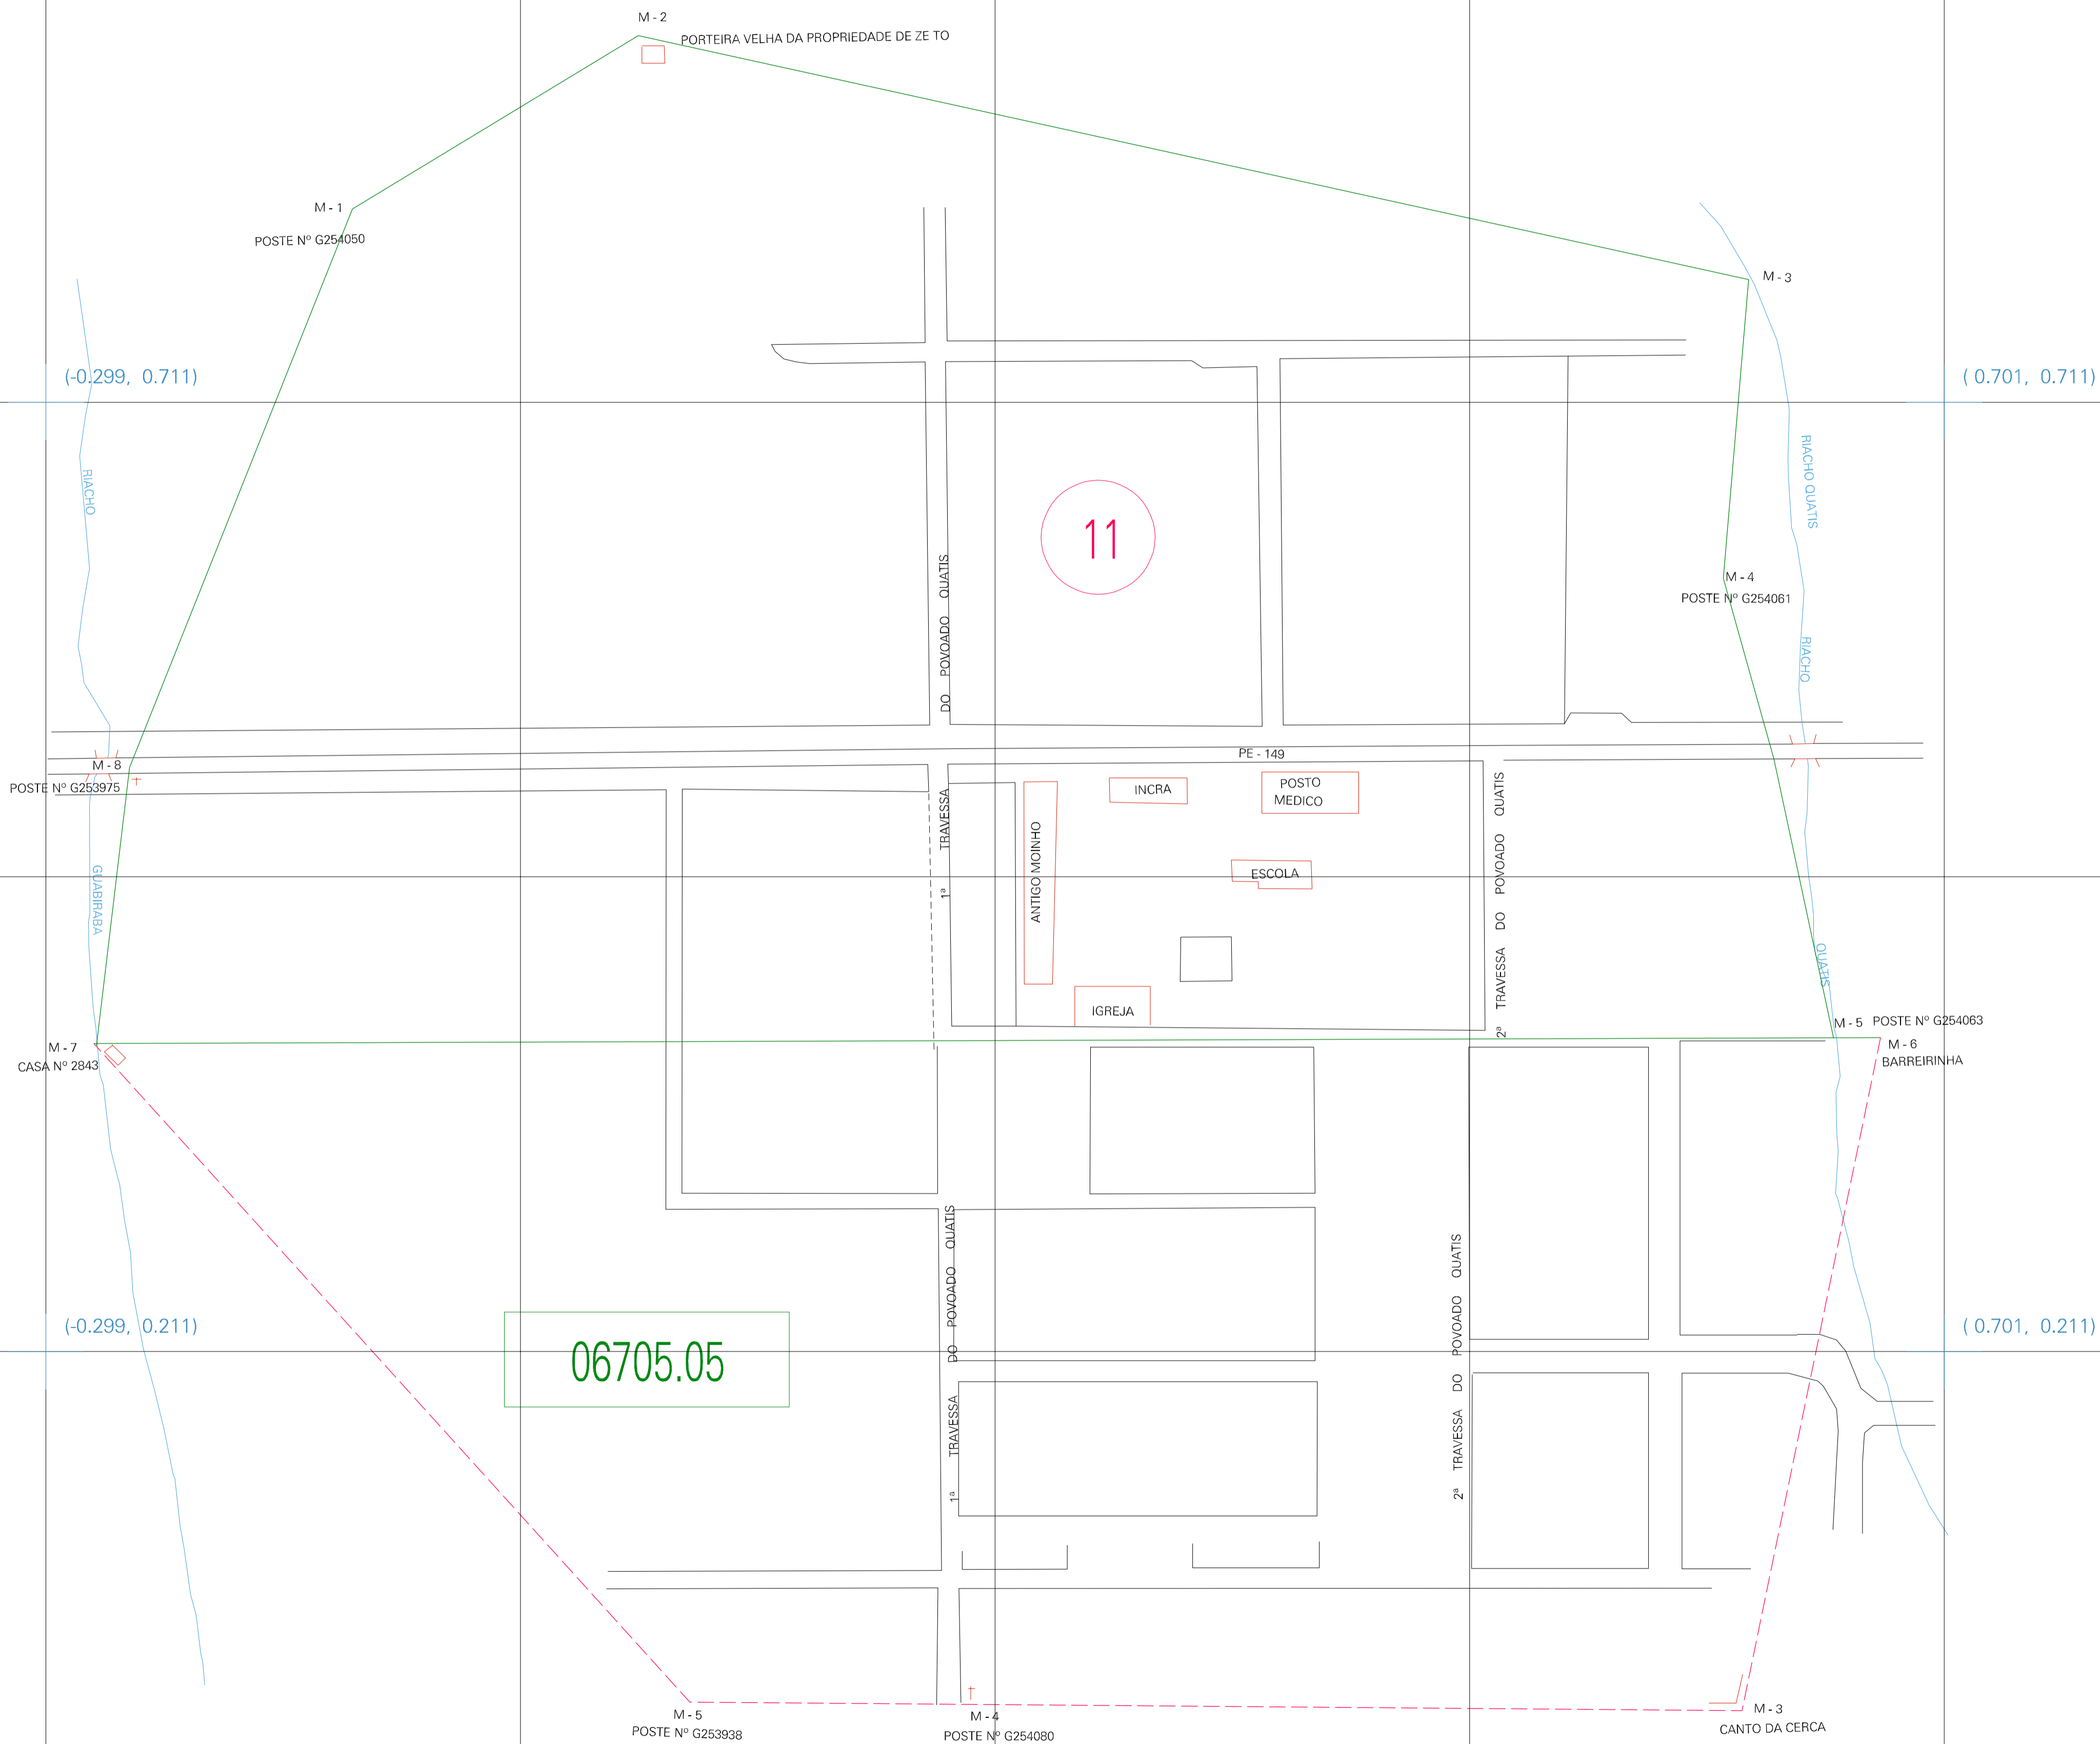 M - 2
PORTEIRA VELHA DA PROPRIEDADE DE ZE TO
M - 1
POSTE Nº G254050
M - 3
(-0.299, 0.711)
( 0.701, 0.711)
RIACHO
RIACHO QUATIS
11
M - 4
POSTE Nº G254061
1ª TRAVESSA DO POVOADO QUATIS
RIACHO
PE - 149
M - 8
POSTE Nº G253975
INCRA
POSTO
MEDICO
ANTIGO MOINHO
ESCOLA
2ª TRAVESSA DO POVOADO QUATIS
GUABIRABA
QUATIS
IGREJA
M - 5 POSTE Nº G254063
M - 7
CASA Nº 2843
M - 6
BARREIRINHA
(-0.299, 0.211)
( 0.701, 0.211)
06705.05
1ª TRAVESSA DO POVOADO QUATIS
2ª TRAVESSA DO POVOADO QUATIS
M - 5
POSTE Nº G253938
M - 4
POSTE Nº G254080
M - 3
CANTO DA CERCA